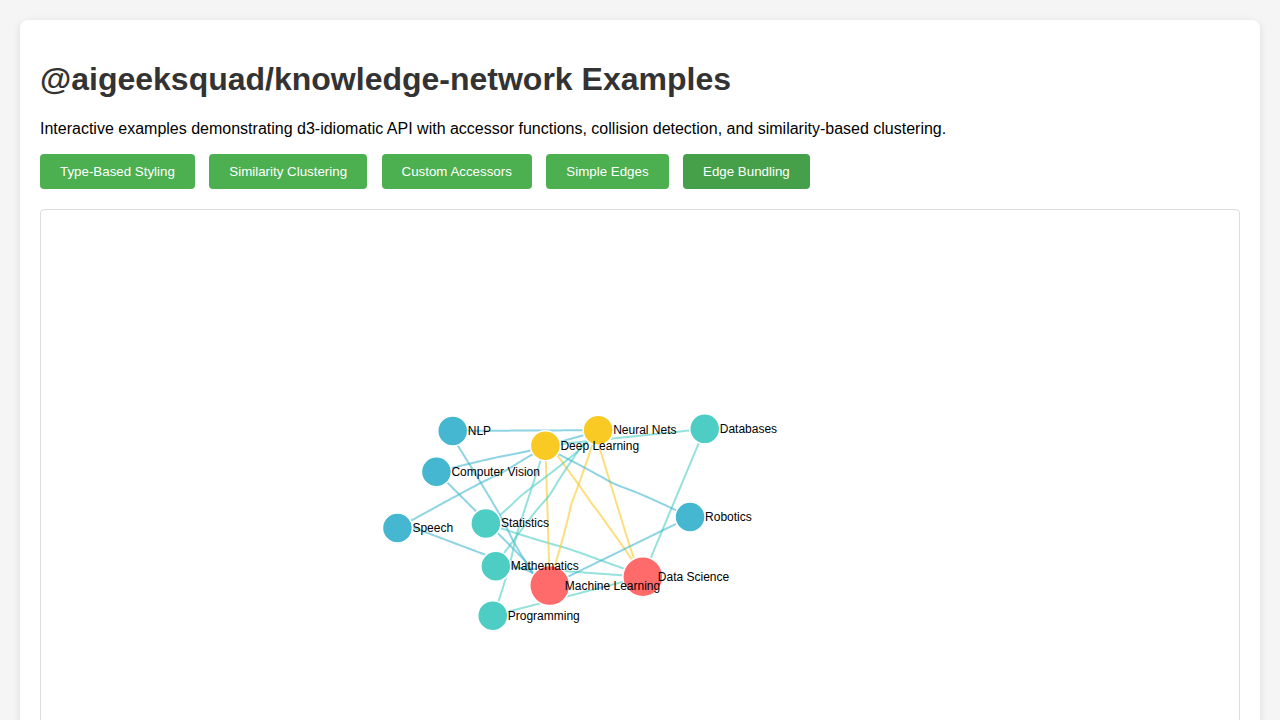 @aigeeksquad/knowledge-network Examples
Interactive examples demonstrating d3-idiomatic API with accessor functions, collision detection, and similarity-based clustering.
Type-Based Styling
Similarity Clustering
Custom Accessors
Simple Edges
Edge Bundling
NLP
Neural Nets
Databases
Deep Learning
Computer Vision
Robotics
Statistics
Speech
Mathematics
Data Science
Machine Learning
Programming